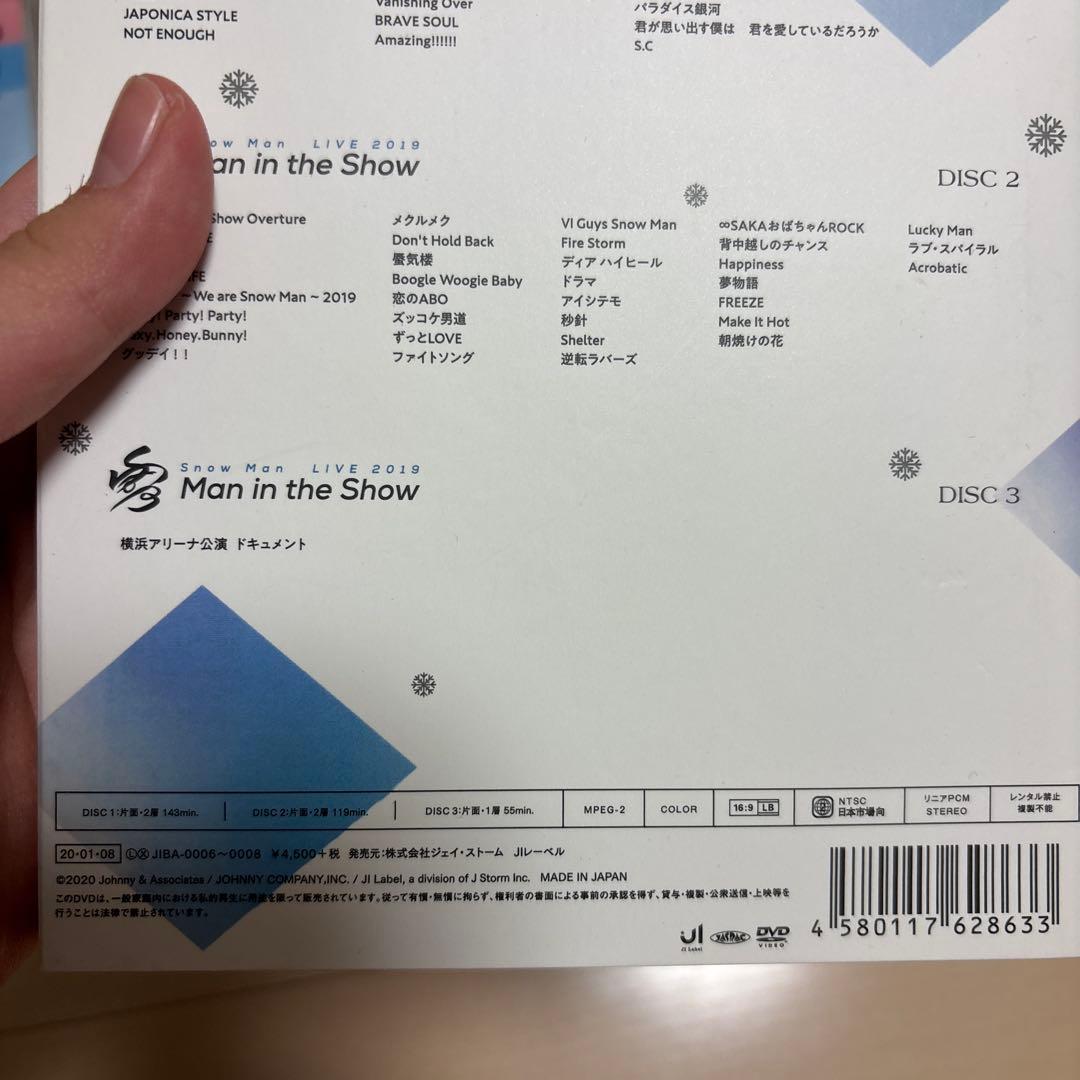 JAPONICA STYLE
NOT ENOUGH
Vanishing Over
BRAVE SOUL
Amazing!!!!!!
パラダイス銀河
君が思い出す僕は 君を愛しているだろうか
S.C
ow Man LIVE 2019
an in the Show
DISC 2
Show Overture
~ We are Snow Man ~ 2019
! Party! Party!
xy.Honey.Bunny!
グッデイ!!
メクルメク
Don't Hold Back
蜃気楼
Boogle Woogie Baby
恋のABO
ズッコケ男道
ずっとLOVE
ファイトソング
VI Guys Snow Man
Fire Storm
ディア ハイヒール
ドラマ
アイシテモ
秒針
Shelter
逆転ラバーズ
∞SAKAおばちゃんROCK
背中越しのチャンス
Happiness
夢物語
FREEZE
Make It Hot
朝焼けの花
Lucky Man
ラブ・スパイラル
Acrobatic
Snow Man LIVE 2019
Man in the Show
DISC 3
横浜アリーナ公演 ドキュメント
DISC 1:片面・2層 143min. DISC 2:片面・2層 119min. DISC 3:片面・1層 55min. MPEG-2 COLOR 16:9 LB NTSC 日本市場向 リニアPCM STEREO レンタル禁止 複製不能
20・01・08 ⓁⓍ JIBA-0006～0008 ¥4,500+税 発売元:株式会社ジェイ・ストーム JIレーベル
©2020 Johnny & Associates / JOHNNY COMPANY,INC. / JI Label, a division of J Storm Inc. MADE IN JAPAN
このDVDは、一般家庭内における私的再生に用途を限って販売されています。従って有償・無償に拘らず、権利者の書面による事前の承認を得ず、貸与・複製・公衆送信・上映等を
行うことは法律で禁止されています。
JI
JI Label
DVD
VIDEO
4 580117 628633